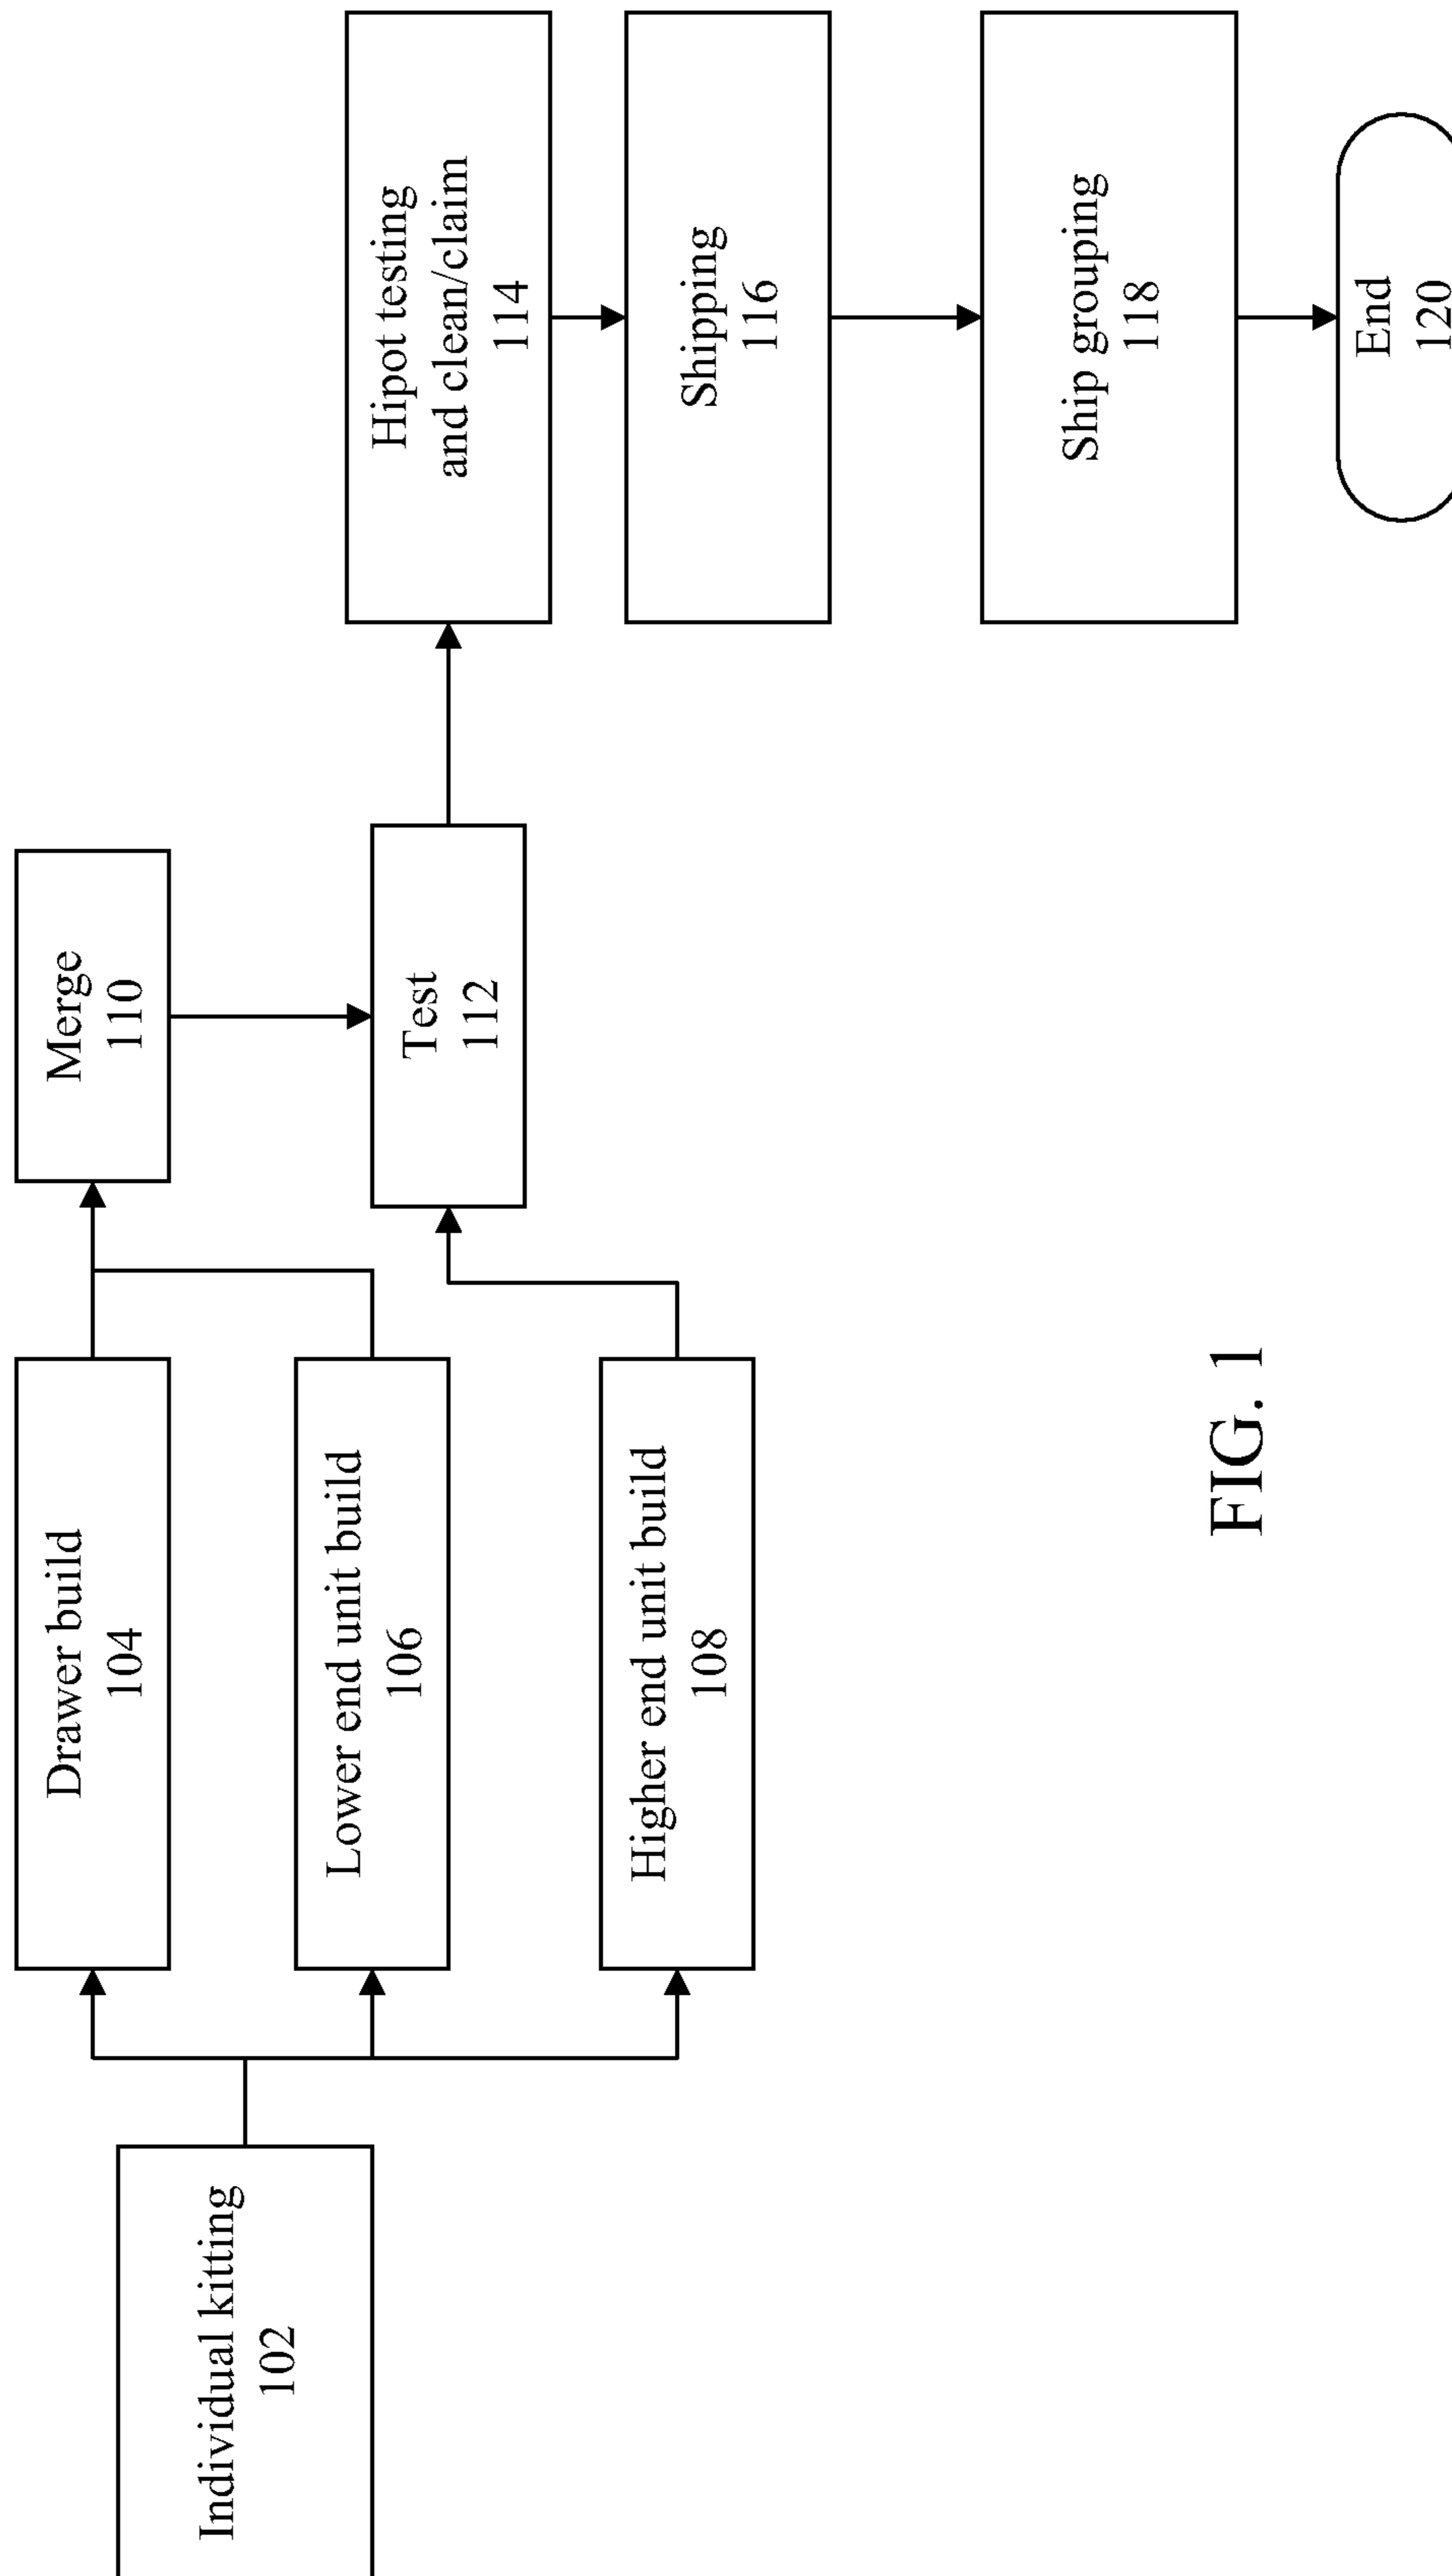 Individual kitting
102
Drawer build
104
Lower end unit build
106
Higher end unit build
108
Merge
110
Test
112
Hipot testing
and clean/claim
114
Shipping
116
Ship grouping
118
End
120
FIG. 1